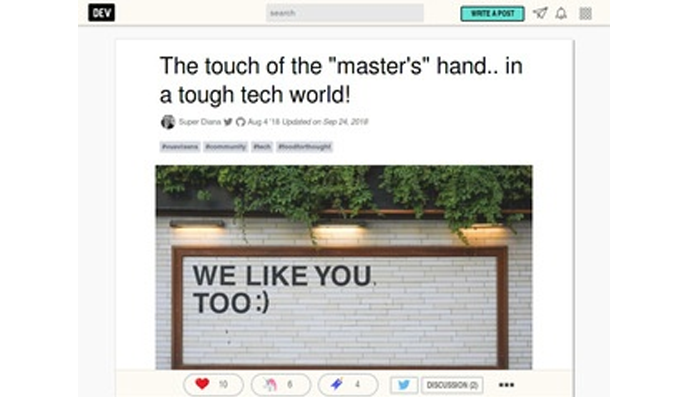 DEV
search
WRITE A POST
The touch of the "master's" hand.. in
a tough tech world!
Super Diana Aug 4 '18 Updated on Sep 24, 2018
#vuevixens #community #tech #foodforthought
WE LIKE YOU
TOO :)
10
6
4
DISCUSSION (2)